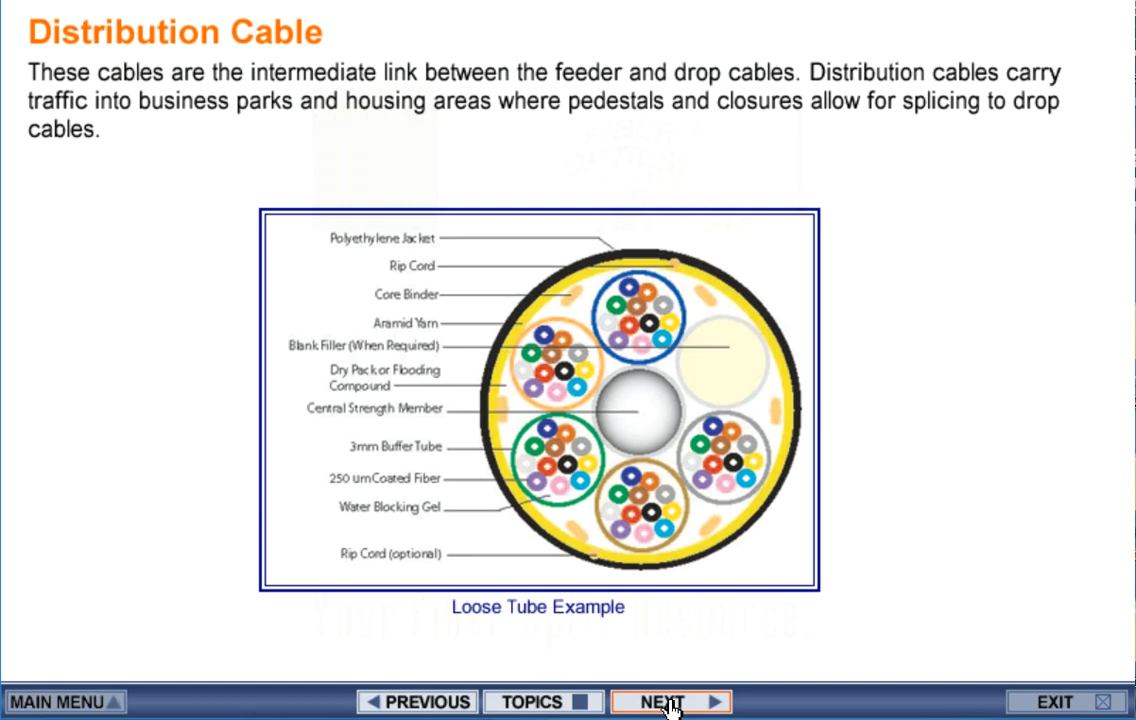 Distribution Cable
These cables are the intermediate link between the feeder and drop cables. Distribution cables carry
traffic into business parks and housing areas where pedestals and closures allow for splicing to drop
cables.
Polyethylene Jacket
Rip Cord
Core Binder
Aramid Yarn
Blank Filler (When Required)
Dry Pack or Flooding
Compound
Central Strength Member
3mm Buffer Tube
250 um Coated Fiber
Water Blocking Gel
Rip Cord (optional)
Loose Tube Example
MAIN MENU
PREVIOUS
TOPICS
NEXT
EXIT